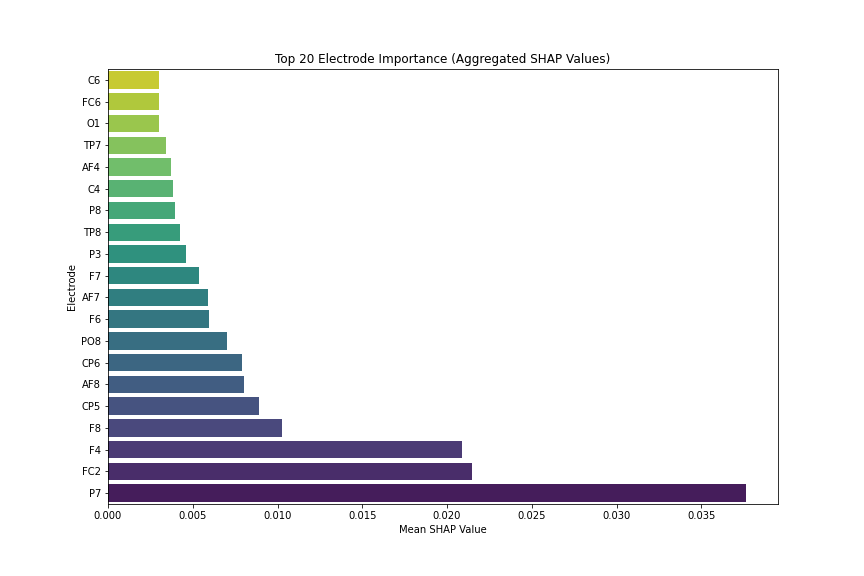 Top 20 Electrode Importance (Aggregated SHAP Values)
Electrode
C6
FC6
O1
TP7
AF4
C4
P8
TP8
P3
F7
AF7
F6
PO8
CP6
AF8
CP5
F8
F4
FC2
P7
0.000 0.005 0.010 0.015 0.020 0.025 0.030 0.035
Mean SHAP Value